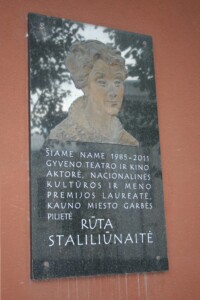 ŠIAME NAME 1985-2011
GYVENO TEATRO IR KINO
AKTORĖ, NACIONALINĖS
KULTŪROS IR MENO
PREMIJOS LAUREATĖ,
KAUNO MIESTO GARBĖS
PILIETĖ
RŪTA
STALILIŪNAITĖ